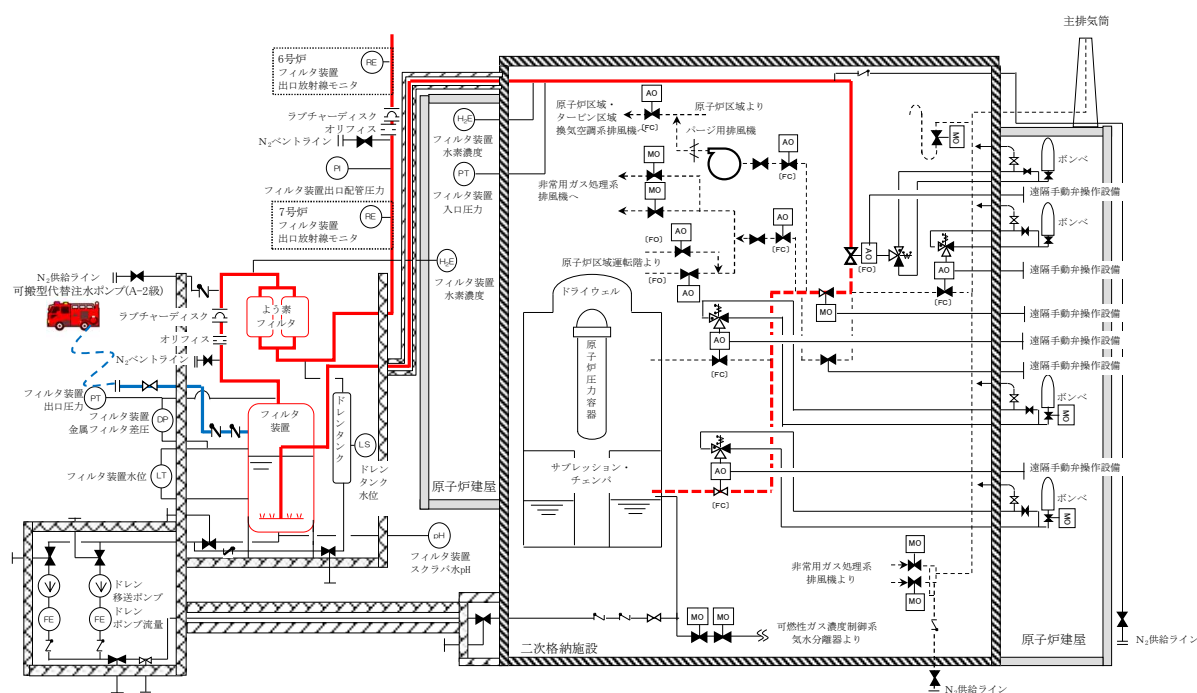 主排気筒
6号炉
フィルタ装置
出口放射線モニタ
RE
ラプチャーディスク
オリフィス
N₂ベントライン
PI
フィルタ装置出口配管圧力
7号炉
フィルタ装置
出口放射線モニタ
RE
H₂E
フィルタ装置
水素濃度
PT
フィルタ装置
入口圧力
H₂E
フィルタ装置
水素濃度
原子炉区域・
タービン区域
換気空調系排風機へ
AO
(FC)
原子炉区域より
パージ用排風機
AO
(FC)
MO
非常用ガス処理系
排風機へ
MO
AO
(FC)
(FO)
AO
原子炉区域運転階より
(FO)
AO
MO
ボンベ
遠隔手動弁操作設備
ボンベ
AO
(FO)
AO
(FC)
遠隔手動弁操作設備
MO
遠隔手動弁操作設備
遠隔手動弁操作設備
遠隔手動弁操作設備
AO
(FC)
ボンベ
MO
AO
(FC)
遠隔手動弁操作設備
ボンベ
MO
N₂供給ライン
可搬型代替注水ポンプ(A-2級)
ラプチャーディスク
オリフィス
N₂ベントライン
よう素
フィルタ
フィルタ装置
出口圧力
PT
フィルタ装置
金属フィルタ差圧
DP
フィルタ装置水位
LT
フィルタ
装置
ドレンタンク
LS
ドレン
タンク
水位
pH
フィルタ装置
スクラバ水pH
原子炉建屋
ドライウェル
原子炉圧力容器
サプレッション・
チェンバ
ドレン
移送ポンプ
ドレン
ポンプ流量
FE
FE
二次格納施設
MO
MO
可燃性ガス濃度制御系
気水分離器より
非常用ガス処理系
排風機より
MO
MO
原子炉建屋
N₂供給ライン
N₂供給ライン